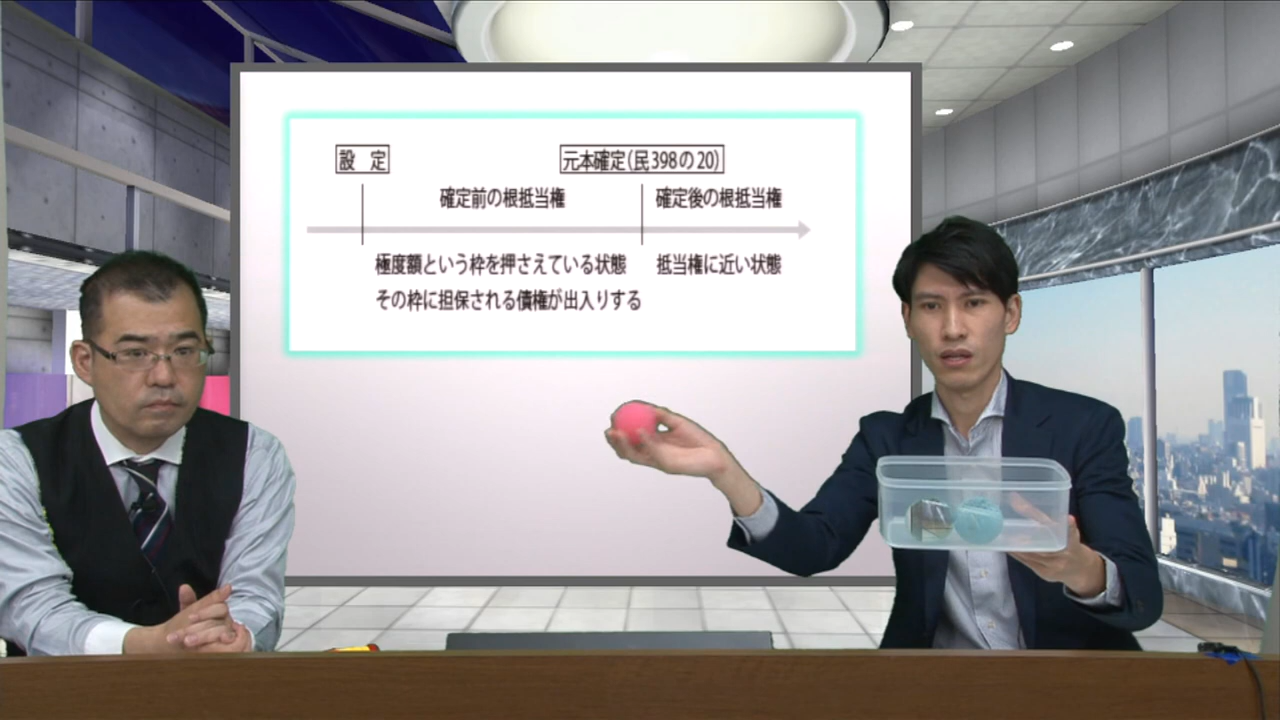 設　定
元本確定（民398の20）
確定前の根抵当権
確定後の根抵当権
極度額という枠を押さえている状態
抵当権に近い状態
その枠に担保される債権が出入りする